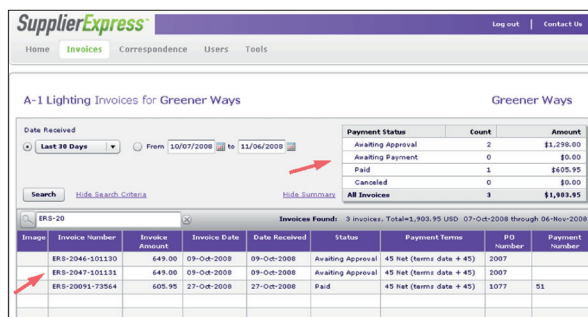 SupplierExpress™
Log out | Contact Us
Home Invoices Correspondence Users Tools
A-1 Lighting Invoices for Greener Ways
Greener Ways
Date Received
Last 30 Days From 10/07/2008 to 11/06/2008
Payment Status Count Amount
Awaiting Approval 2 $1,298.00
Awaiting Payment 0 $0.00
Paid 1 $605.95
Canceled 0 $0.00
All Invoices 3 $1,903.95
Search Hide Search Criteria Hide Summary
ERS-20 Invoices Found: 3 invoices, Total=1,903.95 USD 07-Oct-2008 through 06-Nov-2008
Image Invoice Number Invoice Amount Invoice Date Date Received Status Payment Terms PO Number Payment Number
ERS-2046-101130 649.00 09-Oct-2008 09-Oct-2008 Awaiting Approval 45 Net (terms date + 45) 2007
ERS-2047-101131 649.00 09-Oct-2008 09-Oct-2008 Awaiting Approval 45 Net (terms date + 45) 2007
ERS-20091-73564 605.95 27-Oct-2008 27-Oct-2008 Paid 45 Net (terms date + 45) 1077 51